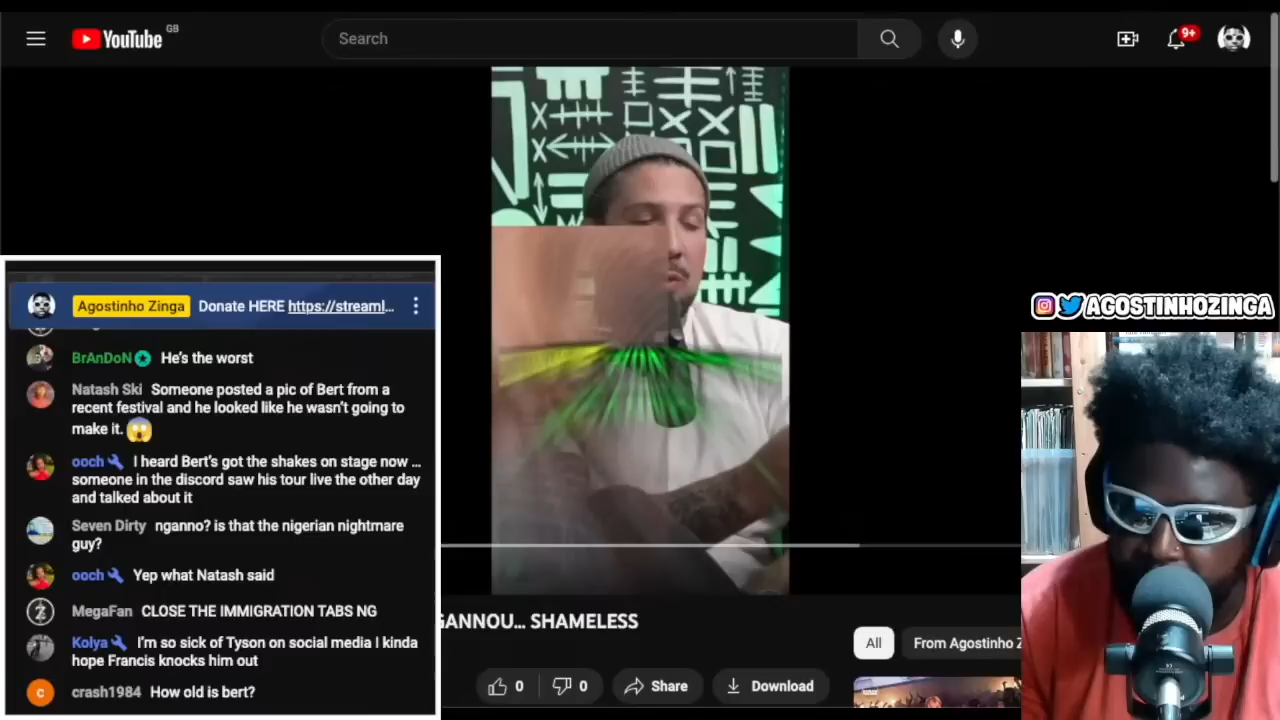 YouTube GB
Search
9+
Agostinho Zinga Donate HERE https://streaml...
BrAnDoN He's the worst
Natash Ski Someone posted a pic of Bert from a
recent festival and he looked like he wasn't going to
make it. 😱
ooch I heard Bert's got the shakes on stage now ...
someone in the discord saw his tour live the other day
and talked about it
Seven Dirty nganno? is that the nigerian nightmare
guy?
ooch Yep what Natash said
MegaFan CLOSE THE IMMIGRATION TABS NG
Kolya I'm so sick of Tyson on social media I kinda
hope Francis knocks him out
crash1984 How old is bert?
GANNOU... SHAMELESS
0
0
Share
Download
All
From Agostinho Z
AGOSTINHOZINGA